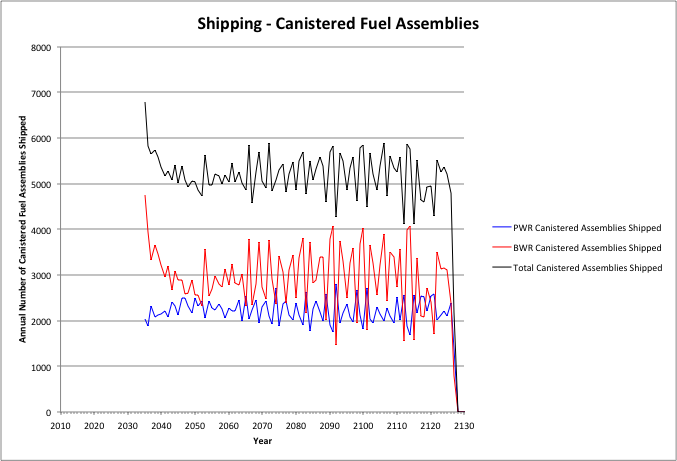 Shipping - Canistered Fuel Assemblies
Annual Number of Canistered Fuel Assemblies Shipped
8000
7000
6000
5000
4000
3000
2000
1000
0
2010 2020 2030 2040 2050 2060 2070 2080 2090 2100 2110 2120 2130
Year
PWR Canistered Assemblies Shipped
BWR Canistered Assemblies Shipped
Total Canistered Assemblies Shipped